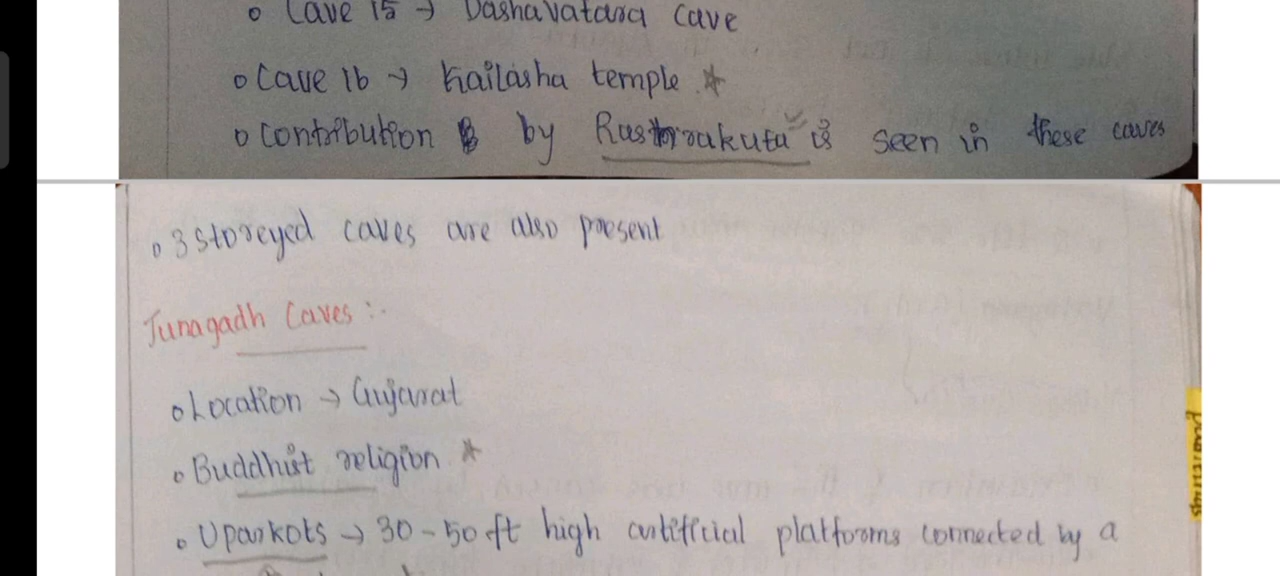 o Cave 15 → Dashavatara cave
o Cave 16 → Kailasha temple ☆
o Contribution by Rastrakuta is seen in these caves
o 3 storeyed caves are also present
Junagadh Caves :-
o Location → Gujarat
o Buddhist religion ☆
o Uparkots → 30-50 ft high artificial platforms connected by a